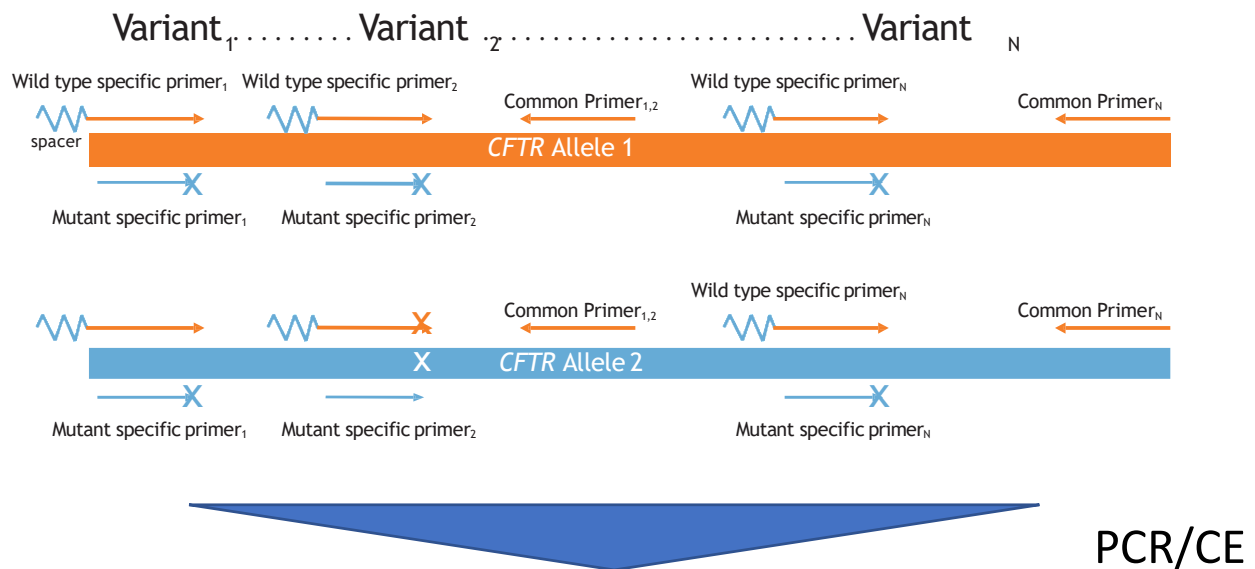 Variant1.........Variant 2...........................Variant N
Wild type specific primer1 Wild type specific primer2 Wild type specific primerN
Common Primer1,2 Common PrimerN
spacer
CFTR Allele 1
X X X
Mutant specific primer1 Mutant specific primer2 Mutant specific primerN
Wild type specific primerN
Common Primer1,2 Common PrimerN
X
X CFTR Allele 2
X X
Mutant specific primer1 Mutant specific primer2 Mutant specific primerN
PCR/CE